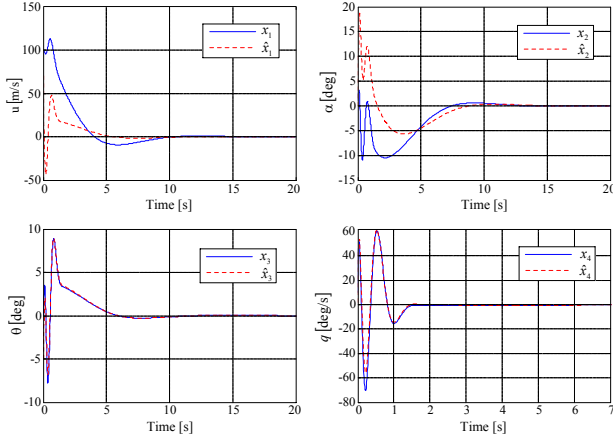 150
100
50
0
-50
0 5 10 15 20
u [m/s]
Time [s]
x₁
x̂₁
20
15
10
5
0
-5
-10
15
0 5 10 15 20
α [deg]
Time [s]
x₂
x̂₂
10
5
0
-5
-10
0 5 10 15 20
θ [deg]
Time [s]
x₃
x̂₃
60
40
20
0
-20
-40
-60
-80
0 1 2 3 4 5 6 7
q [deg/s]
Time [s]
x₄
x̂₄